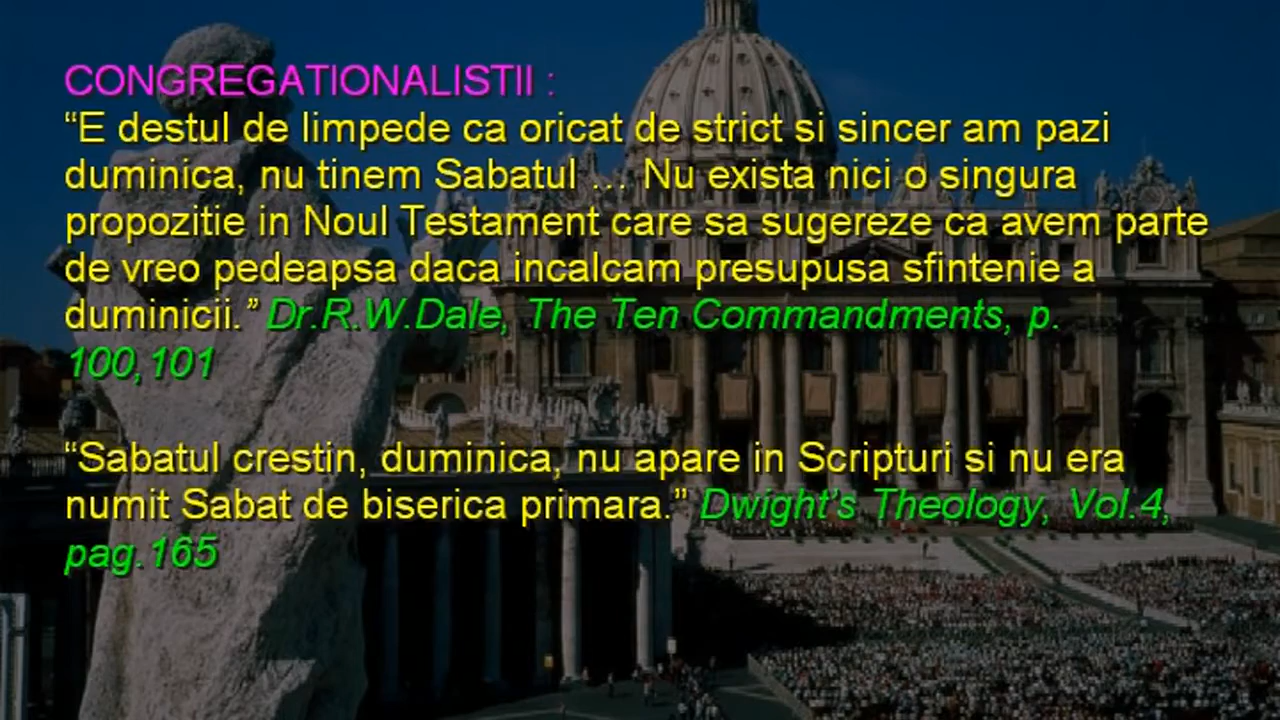 CONGREGATIONALISTII :
“E destul de limpede ca oricat de strict si sincer am pazi
duminica, nu tinem Sabatul … Nu exista nici o singura
propozitie in Noul Testament care sa sugereze ca avem parte
de vreo pedeapsa daca incalcam presupusa sfintenie a
duminicii.” Dr.R.W.Dale, The Ten Commandments, p.
100,101
“Sabatul crestin, duminica, nu apare in Scripturi si nu era
numit Sabat de biserica primara.” Dwight’s Theology, Vol.4,
pag.165